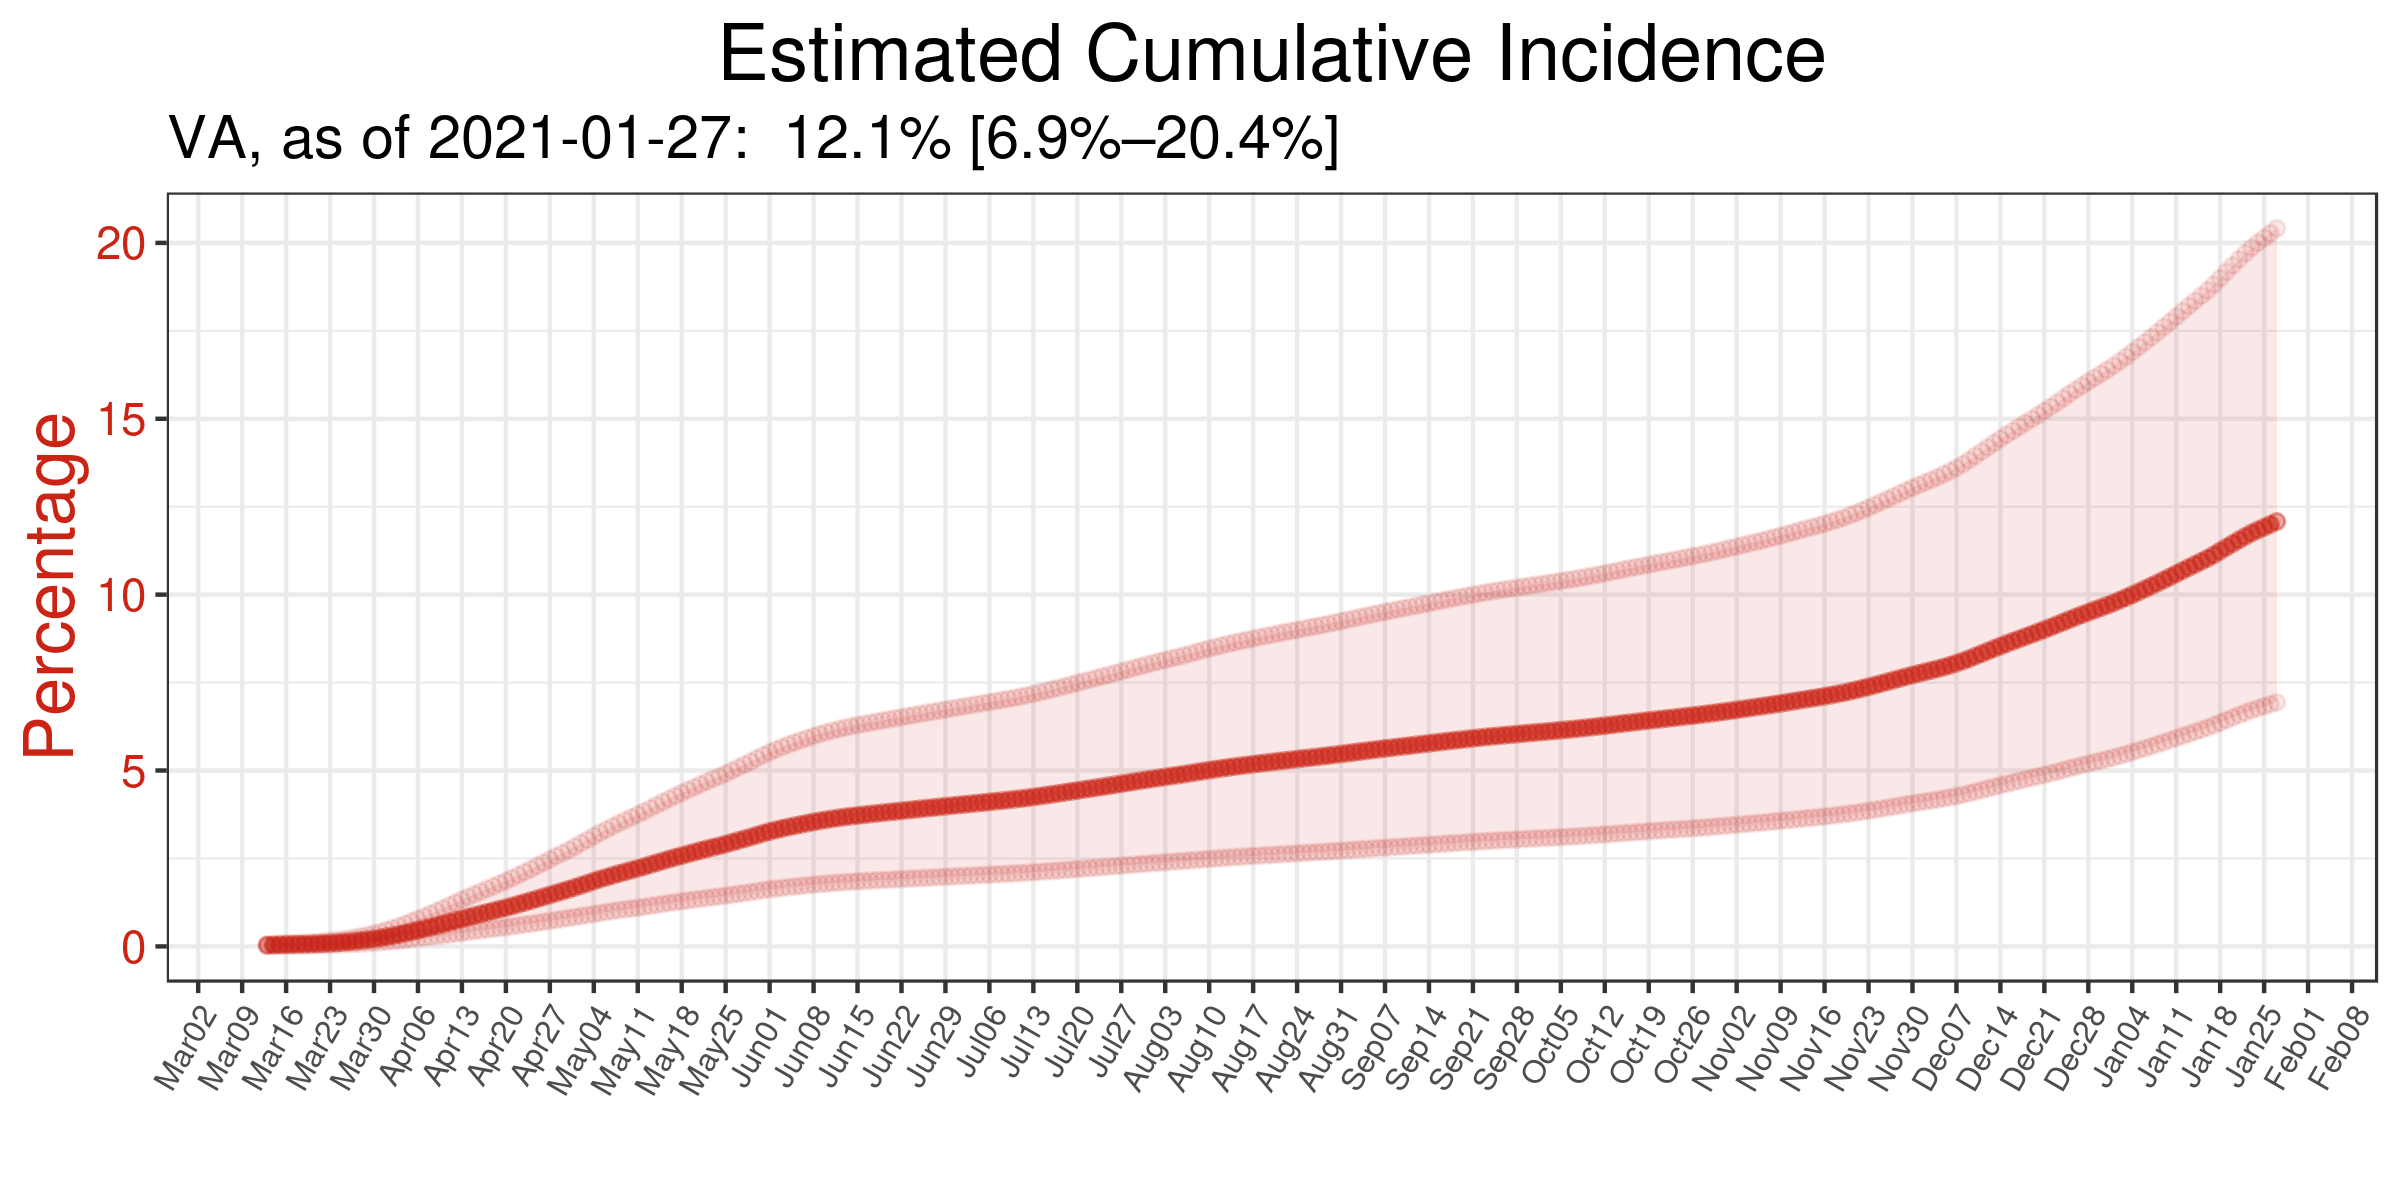 Estimated Cumulative Incidence
VA, as of 2021-01-27:  12.1% [6.9%–20.4%]
Percentage
20
15
10
5
0
Mar02
Mar09
Mar16
Mar23
Mar30
Apr06
Apr13
Apr20
Apr27
May04
May11
May18
May25
Jun01
Jun08
Jun15
Jun22
Jun29
Jul06
Jul13
Jul20
Jul27
Aug03
Aug10
Aug17
Aug24
Aug31
Sep07
Sep14
Sep21
Sep28
Oct05
Oct12
Oct19
Oct26
Nov02
Nov09
Nov16
Nov23
Nov30
Dec07
Dec14
Dec21
Dec28
Jan04
Jan11
Jan18
Jan25
Feb01
Feb08